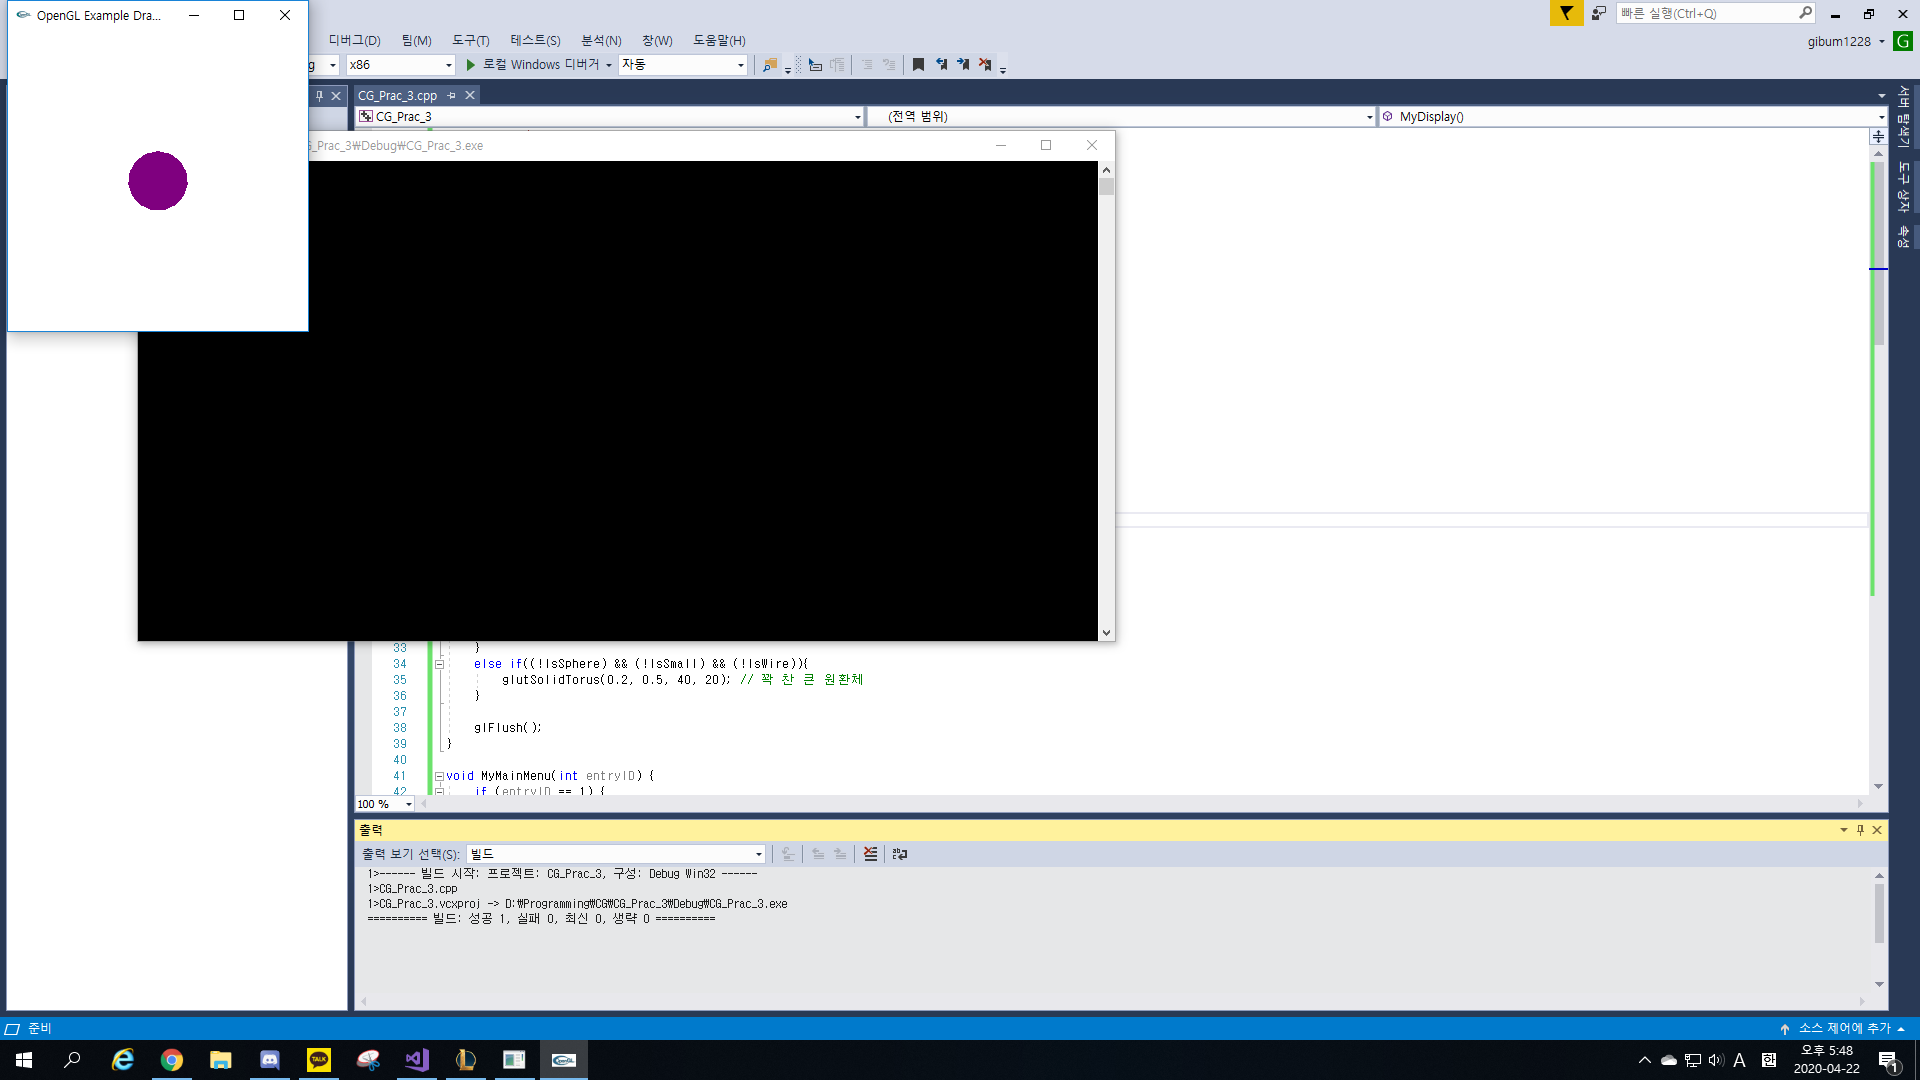 OpenGL Example Dra...
빠른 실행(Ctrl+Q)
디버그(D) 팀(M) 도구(T) 테스트(S) 분석(N) 창(W) 도움말(H)
gibum1228 G
g x86 로컬 Windows 디버거 자동
CG_Prac_3.cpp
CG_Prac_3 (전역 범위) MyDisplay()
서버 탐색기
도구 상자
속성
G_Prac_3₩Debug₩CG_Prac_3.exe
33 }
34 else if((!IsSphere) && (!IsSmall) && (!IsWire)){
35 glutSolidTorus(0.2, 0.5, 40, 20); // 꽉 찬 큰 원환체
36 }
37
38 glFlush();
39 }
40
41 void MyMainMenu(int entryID) {
42 if (entryID == 1) {
100 %
출력
출력 보기 선택(S): 빌드
1>------ 빌드 시작: 프로젝트: CG_Prac_3, 구성: Debug Win32 ------
1>CG_Prac_3.cpp
1>CG_Prac_3.vcxproj -> D:₩Programming₩CG₩CG_Prac_3₩Debug₩CG_Prac_3.exe
========== 빌드: 성공 1, 실패 0, 최신 0, 생략 0 ==========
준비
소스 제어에 추가
TALK
OpenGL
A 한
오후 5:48
2020-04-22
1